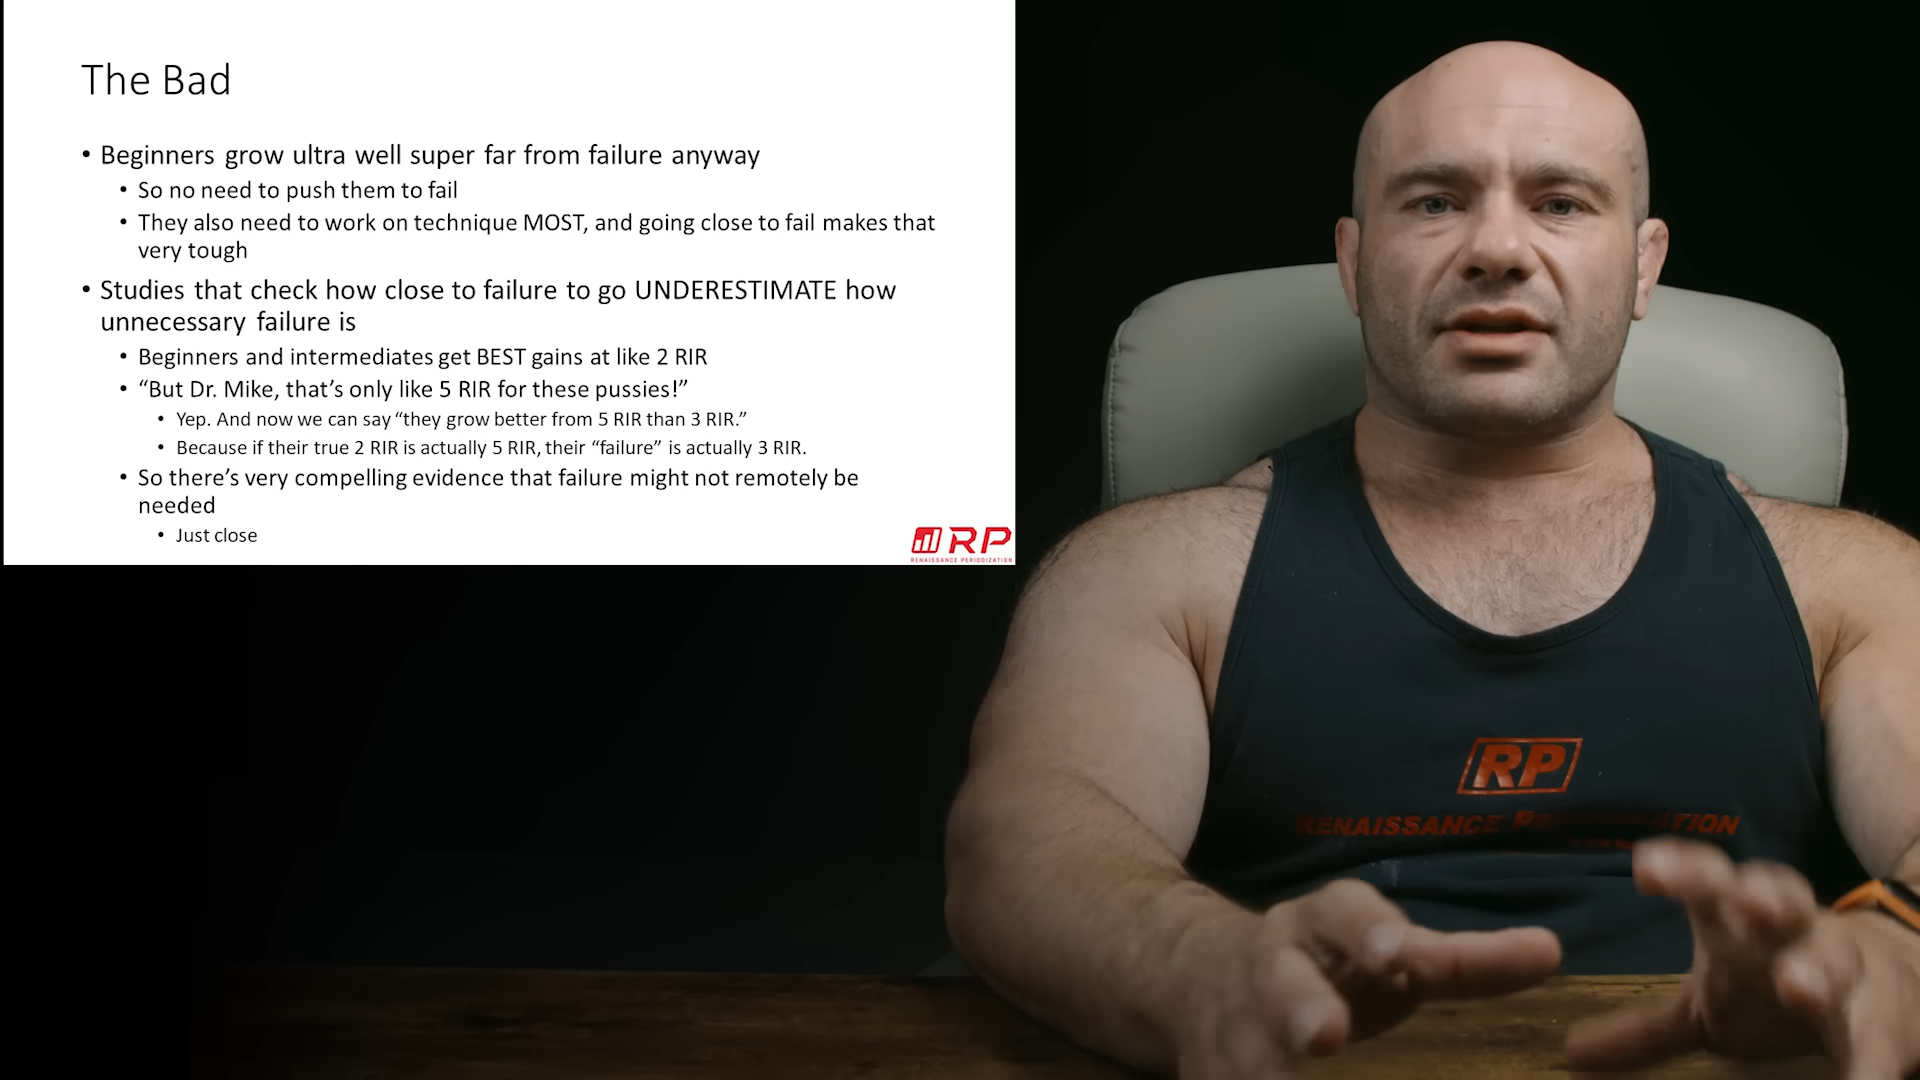 The Bad
• Beginners grow ultra well super far from failure anyway
• So no need to push them to fail
• They also need to work on technique MOST, and going close to fail makes that
very tough
• Studies that check how close to failure to go UNDERESTIMATE how
unnecessary failure is
• Beginners and intermediates get BEST gains at like 2 RIR
• “But Dr. Mike, that’s only like 5 RIR for these pussies!”
• Yep. And now we can say “they grow better from 5 RIR than 3 RIR.”
• Because if their true 2 RIR is actually 5 RIR, their “failure” is actually 3 RIR.
• So there’s very compelling evidence that failure might not remotely be
needed
• Just close
RP
RENAISSANCE PERIODIZATION
RP
RENAISSANCE